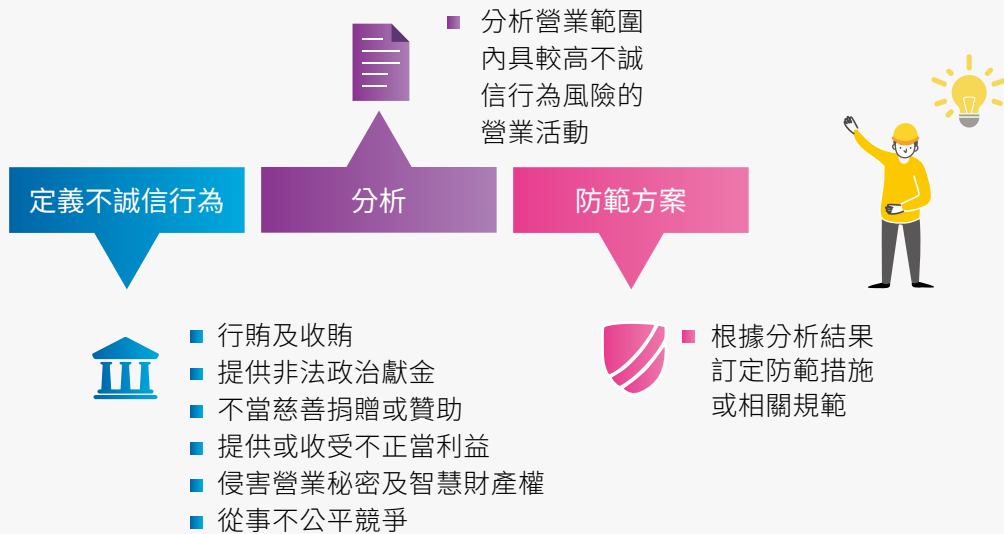 分析營業範圍
內具較高不誠
信行為風險的
營業活動
定義不誠信行為
分析
防範方案
行賄及收賄
提供非法政治獻金
不當慈善捐贈或贊助
提供或收受不正當利益
侵害營業秘密及智慧財產權
從事不公平競爭
根據分析結果
訂定防範措施
或相關規範